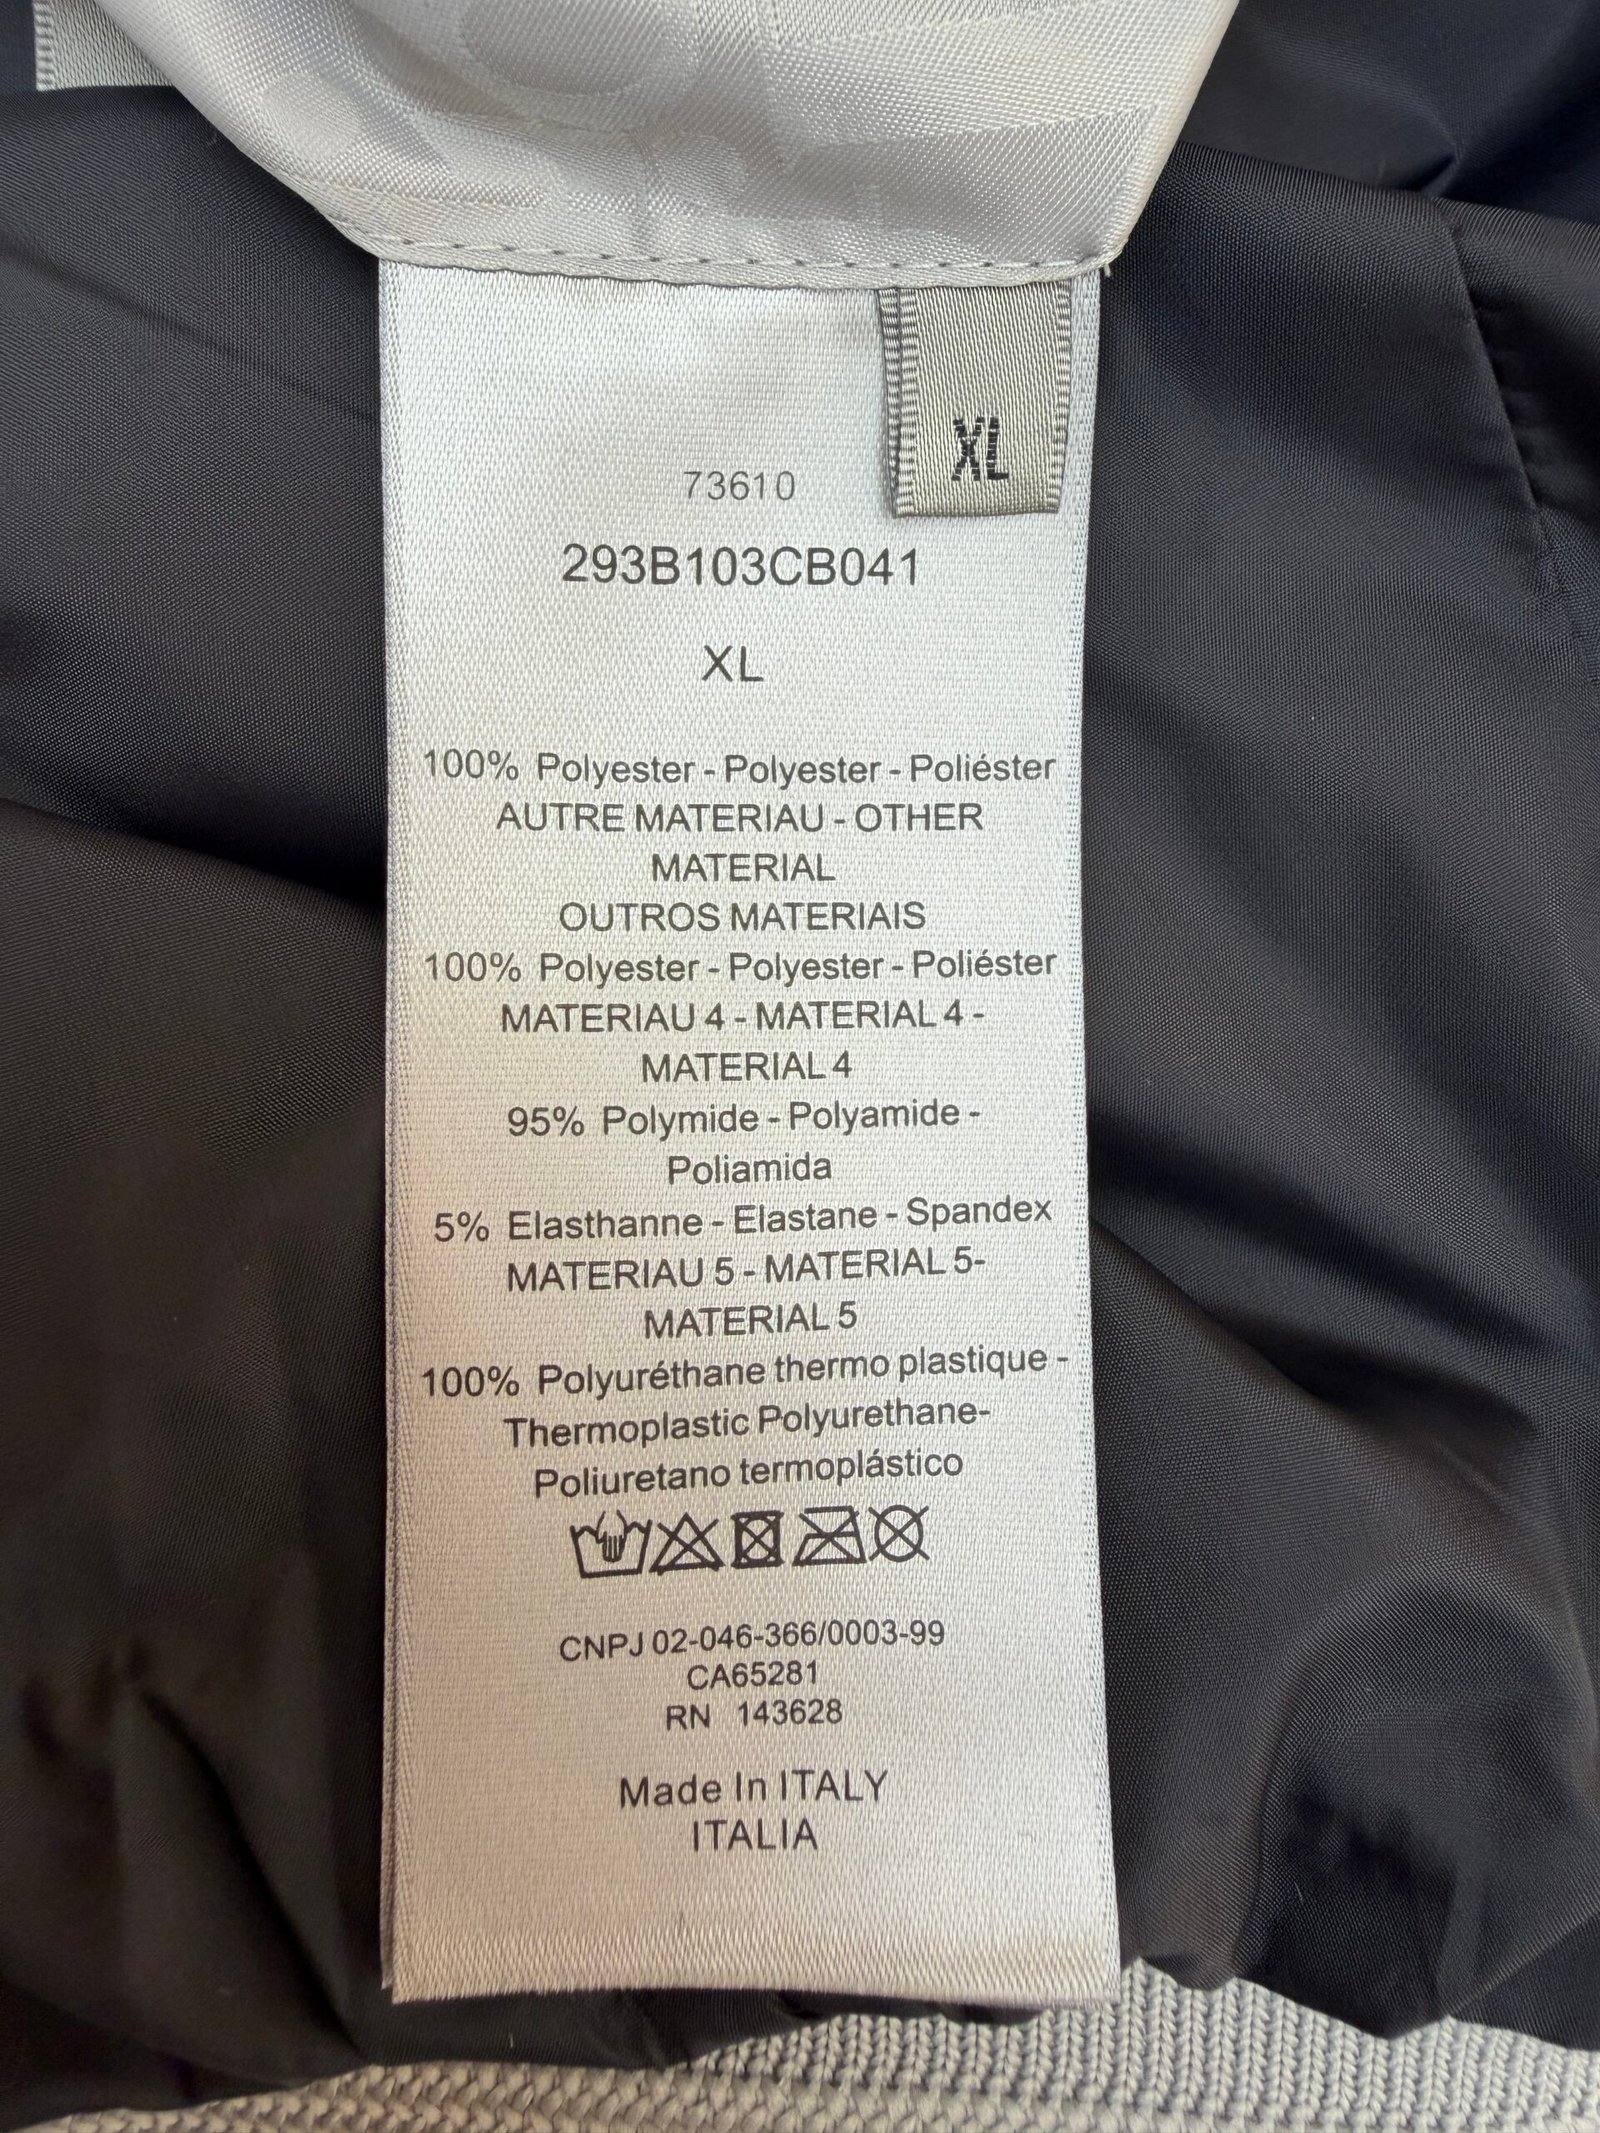 XL
73610
293B103CB041
XL
100% Polyester - Polyester - Poliéster
AUTRE MATERIAU - OTHER
MATERIAL
OUTROS MATERIAIS
100% Polyester - Polyester - Poliéster
MATERIAU 4 - MATERIAL 4 -
MATERIAL 4
95% Polymide - Polyamide -
Poliamida
5% Elasthanne - Elastane - Spandex
MATERIAU 5 - MATERIAL 5-
MATERIAL 5
100% Polyuréthane thermo plastique -
Thermoplastic Polyurethane-
Poliuretano termoplástico
CNPJ 02-046-366/0003-99
CA65281
RN 143628
Made In ITALY
ITALIA